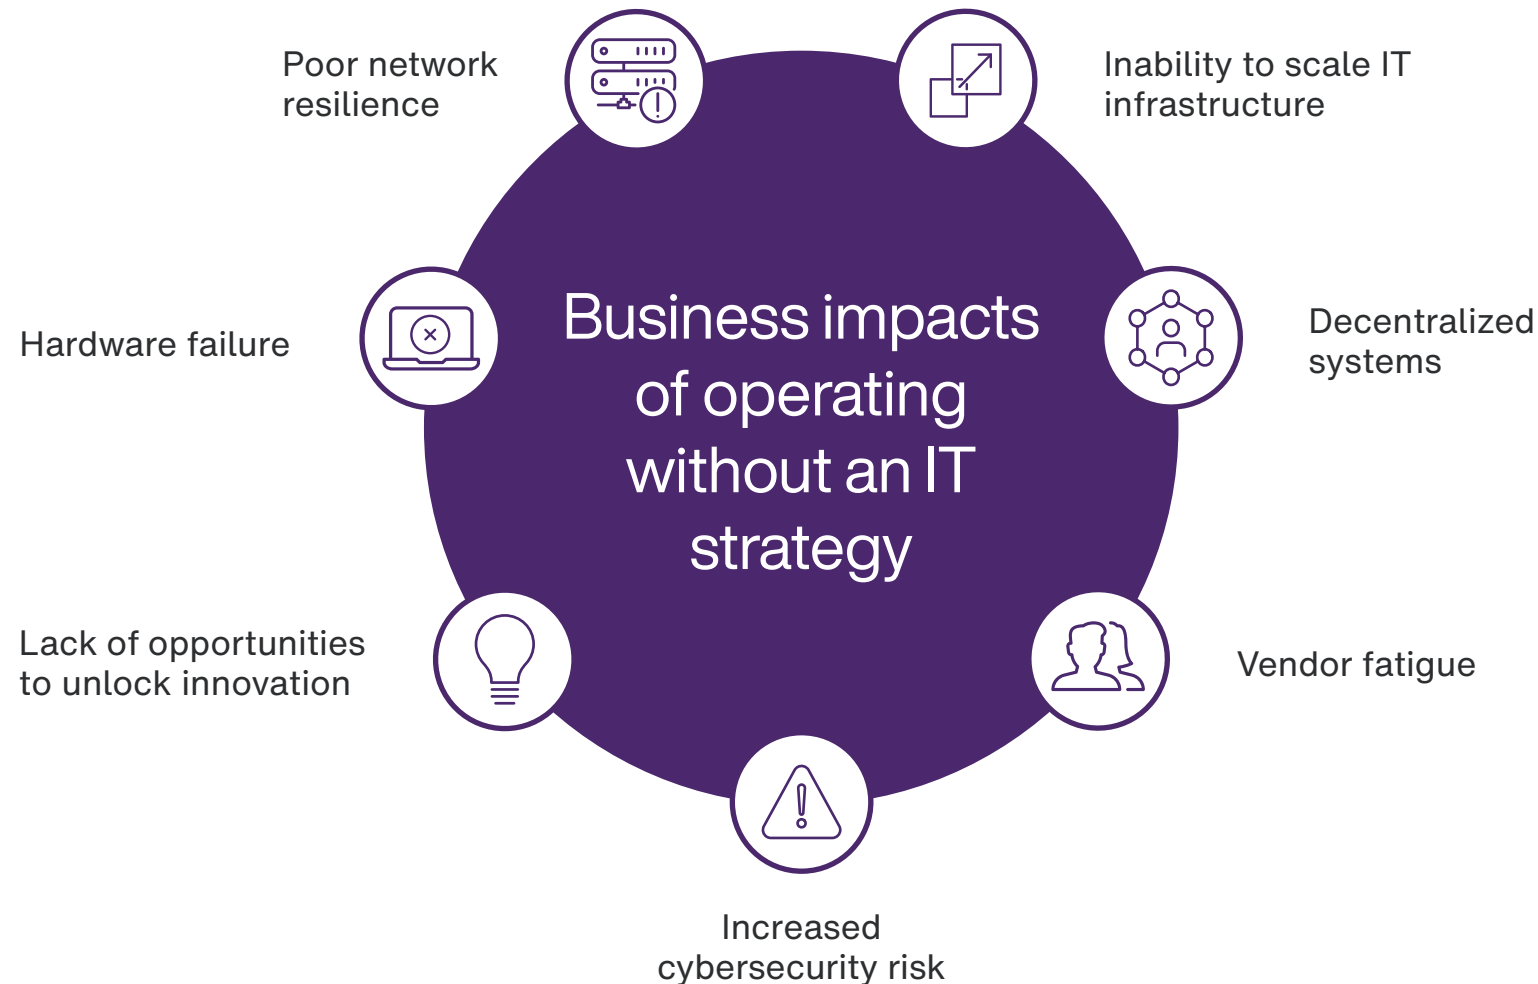 Poor network
resilience
Inability to scale IT
infrastructure
Hardware failure
Business impacts
of operating
without an IT
strategy
Decentralized
systems
Lack of opportunities
to unlock innovation
Vendor fatigue
Increased
cybersecurity risk